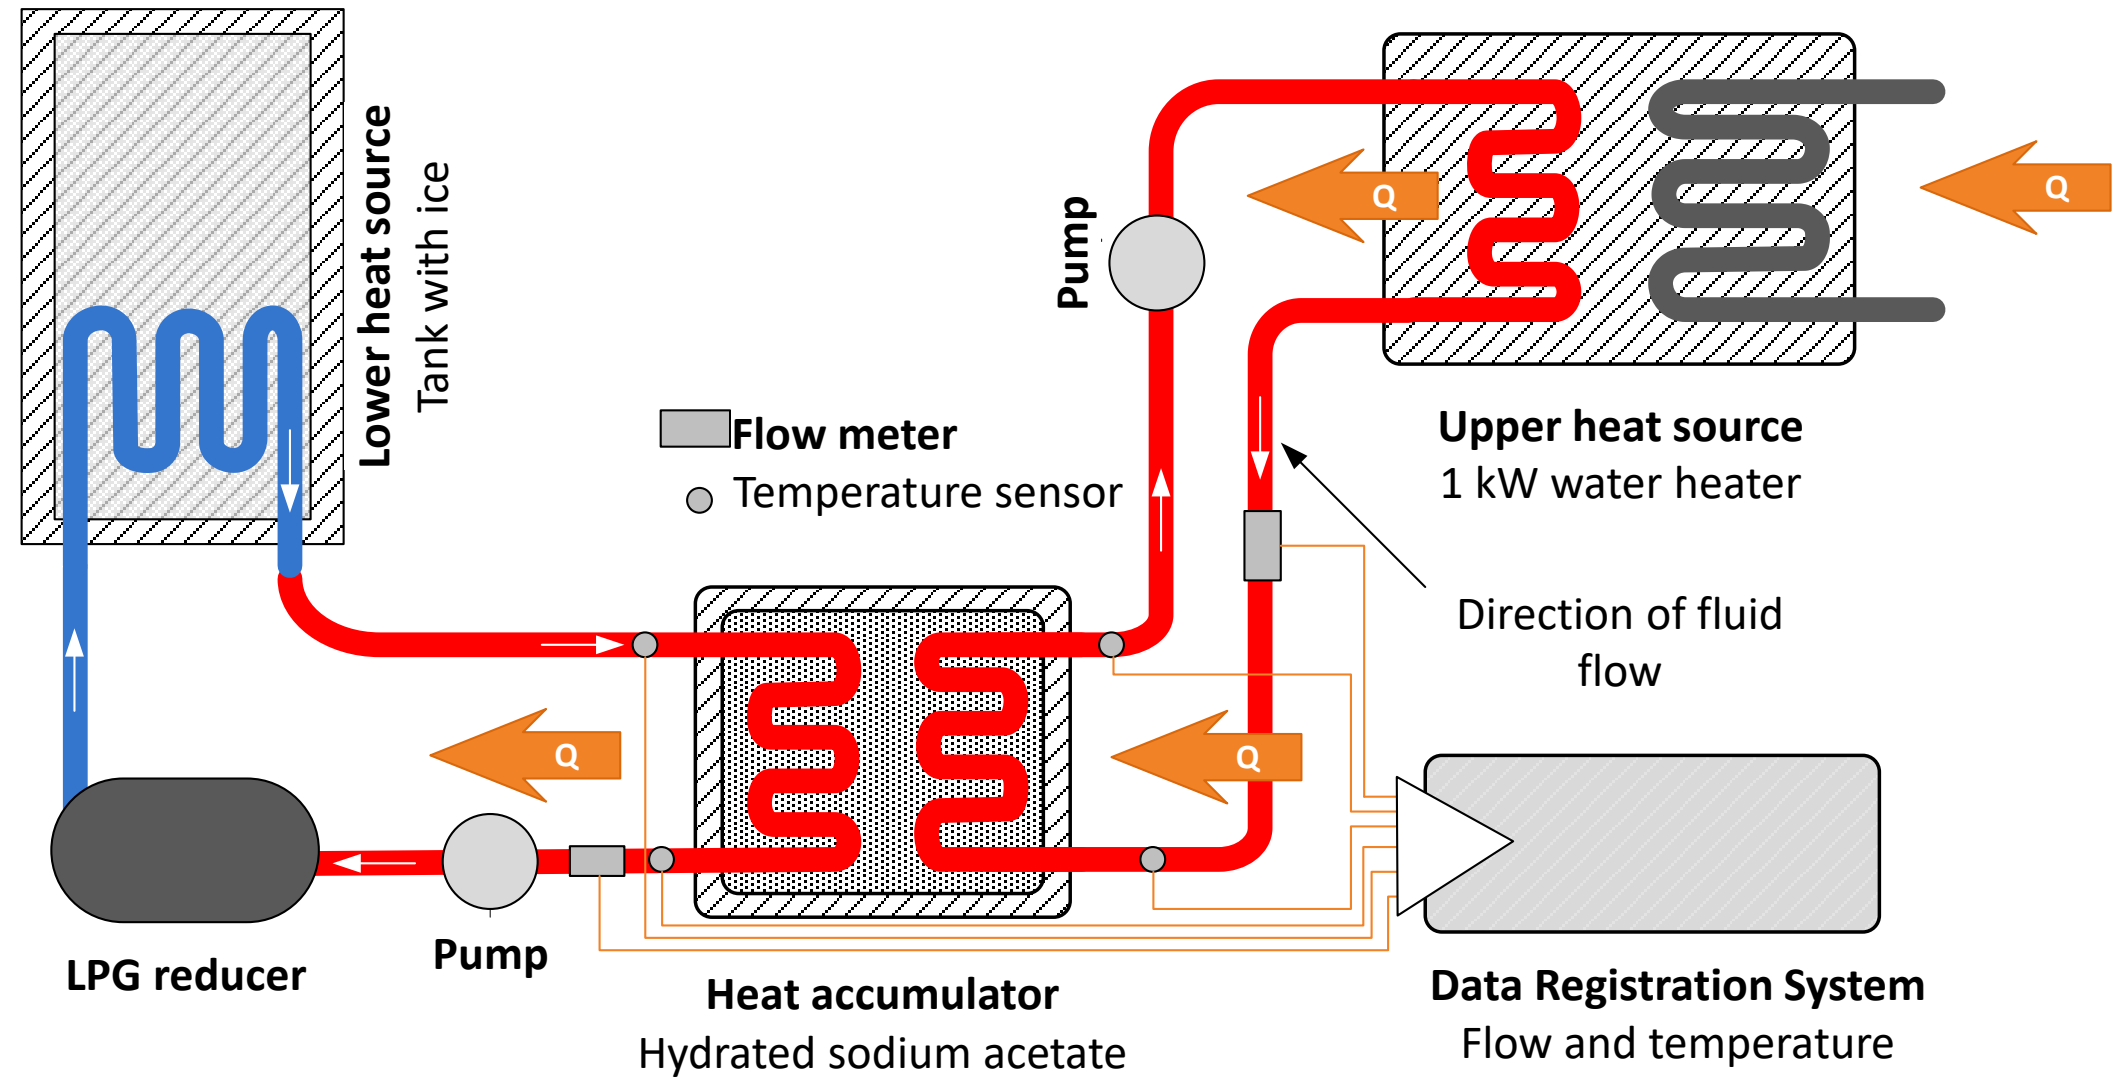 Lower heat source
Tank with ice
Flow meter
Temperature sensor
Pump
Q
Q
Upper heat source
1 kW water heater
Direction of fluid
flow
Q
Q
LPG reducer
Pump
Heat accumulator
Hydrated sodium acetate
Data Registration System
Flow and temperature